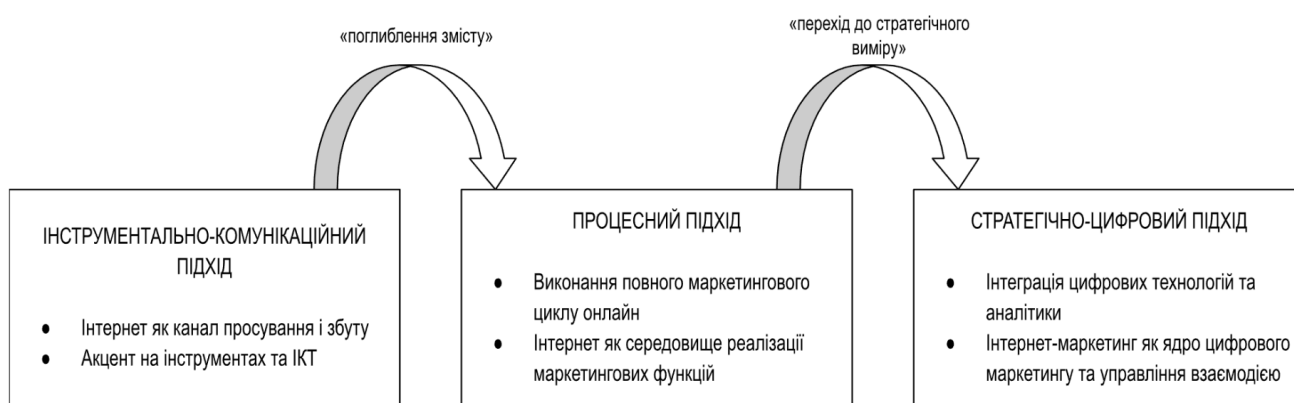 «поглиблення змісту»
«перехід до стратегічного
виміру»
ІНСТРУМЕНТАЛЬНО-КОМУНІКАЦІЙНИЙ
ПІДХІД
● Інтернет як канал просування і збуту
● Акцент на інструментах та ІКТ
ПРОЦЕСНИЙ ПІДХІД
● Виконання повного маркетингового
циклу онлайн
● Інтернет як середовище реалізації
маркетингових функцій
СТРАТЕГІЧНО-ЦИФРОВИЙ ПІДХІД
● Інтеграція цифрових технологій та
аналітики
● Інтернет-маркетинг як ядро цифрового
маркетингу та управління взаємодією